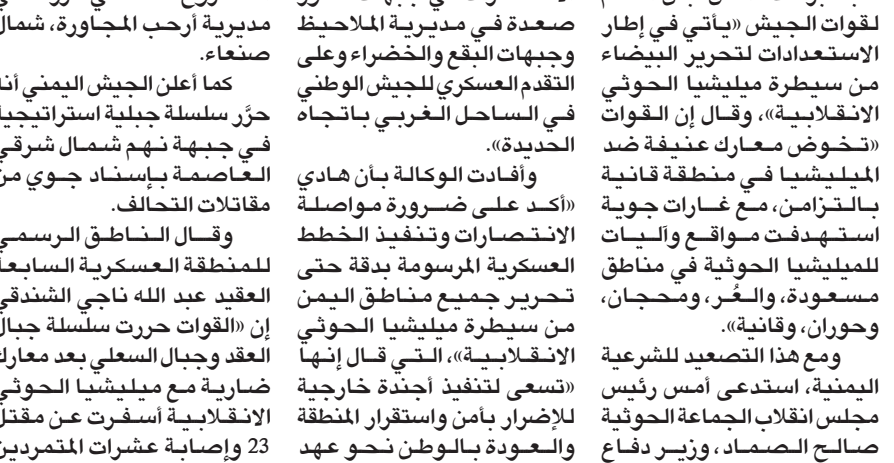 لقوات الجيش «يأتي في إطار
الاستعدادات لتحرير البيضاء
من سيطرة ميليشيا الحوثي
الانقلابية»، وقال إن القوات
«تخوض معارك عنيفة ضد
الميليشيا في منطقة قانية
بالتزامن، مع غارات جوية
استهدفت مواقع وآليات
للميليشيا الحوثية في مناطق
مسعودة، والغُر، ومحجان،
وحوران، وقانية».
ومع هذا التصعيد للشرعية
اليمنية، استدعى أمس رئيس
مجلس انقلاب الجماعة الحوثية
صالح الصماد، وزير دفاع
صعدة في مديرية الملاحيظ
وجبهات البقع والخضراء وعلى
التقدم العسكري للجيش الوطني
في الساحل الغربي باتجاه
الحديدة».
وأفادت الوكالة بأن هادي
«أكد على ضرورة مواصلة
الانتصارات وتنفيذ الخطط
العسكرية المرسومة بدقة حتى
تحرير جميع مناطق اليمن
من سيطرة ميليشيا الحوثي
الانقلابية»، التي قال إنها
«تسعى لتنفيذ أجندة خارجية
للإضرار بأمن واستقرار المنطقة
والعودة بالوطن نحو عهد
مديرية أرحب المجاورة، شمال
صنعاء.
كما أعلن الجيش اليمني أنه
حرَّر سلسلة جبلية استراتيجية
في جبهة نهم شمال شرقي
العاصمة بإسناد جوي من
مقاتلات التحالف.
وقال الناطق الرسمي
للمنطقة العسكرية السابعة
العقيد عبد الله ناجي الشندقي
إن «القوات حررت سلسلة جبال
العقد وجبال السعلي بعد معارك
ضارية مع ميليشيا الحوثي
الانقلابية أسفرت عن مقتل
23 وإصابة عشرات المتمردين